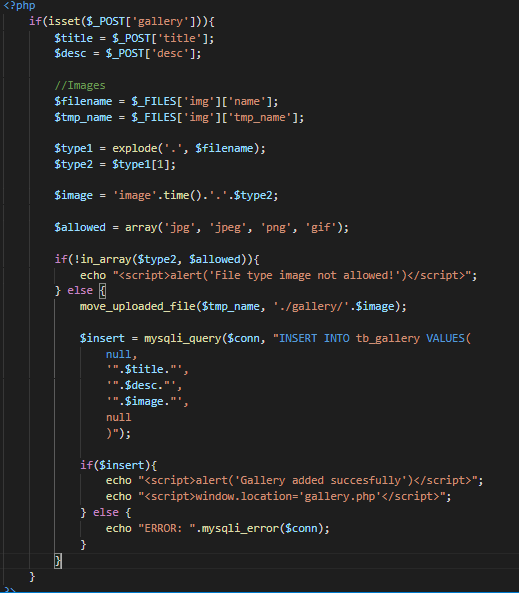 <?php
if(isset($_POST['gallery'])){
$title = $_POST['title'];
$desc = $_POST['desc'];
//Images
$filename = $_FILES['img']['name'];
$tmp_name = $_FILES['img']['tmp_name'];
$type1 = explode('.', $filename);
$type2 = $type1[1];
$image = 'image'.time().'.'.$type2;
$allowed = array('jpg', 'jpeg', 'png', 'gif');
if(!in_array($type2, $allowed)){
echo "<script>alert('File type image not allowed!')</script>";
} else {
move_uploaded_file($tmp_name, './gallery/'.$image);
$insert = mysqli_query($conn, "INSERT INTO tb_gallery VALUES(
null,
'".$title."',
'".$desc."',
'".$image."',
null
)");
if($insert){
echo "<script>alert('Gallery added succesfully')</script>";
echo "<script>window.location='gallery.php'</script>";
} else {
echo "ERROR: ".mysqli_error($conn);
}
}
}
?>